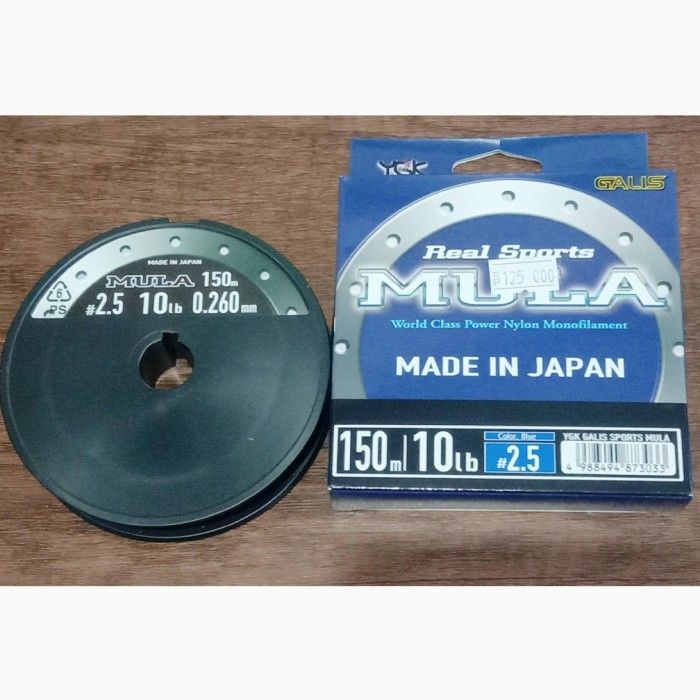 MADE IN JAPAN
MULA 150m
#2.5 10lb 0.260mm
6
PS
YGK
GALIS
Real Sports
MULA
125 000
World Class Power Nylon Monofilament
MADE IN JAPAN
150m 10lb
Color. Blue
#2.5
YGK GALIS SPORTS MULA
4 988494 873033